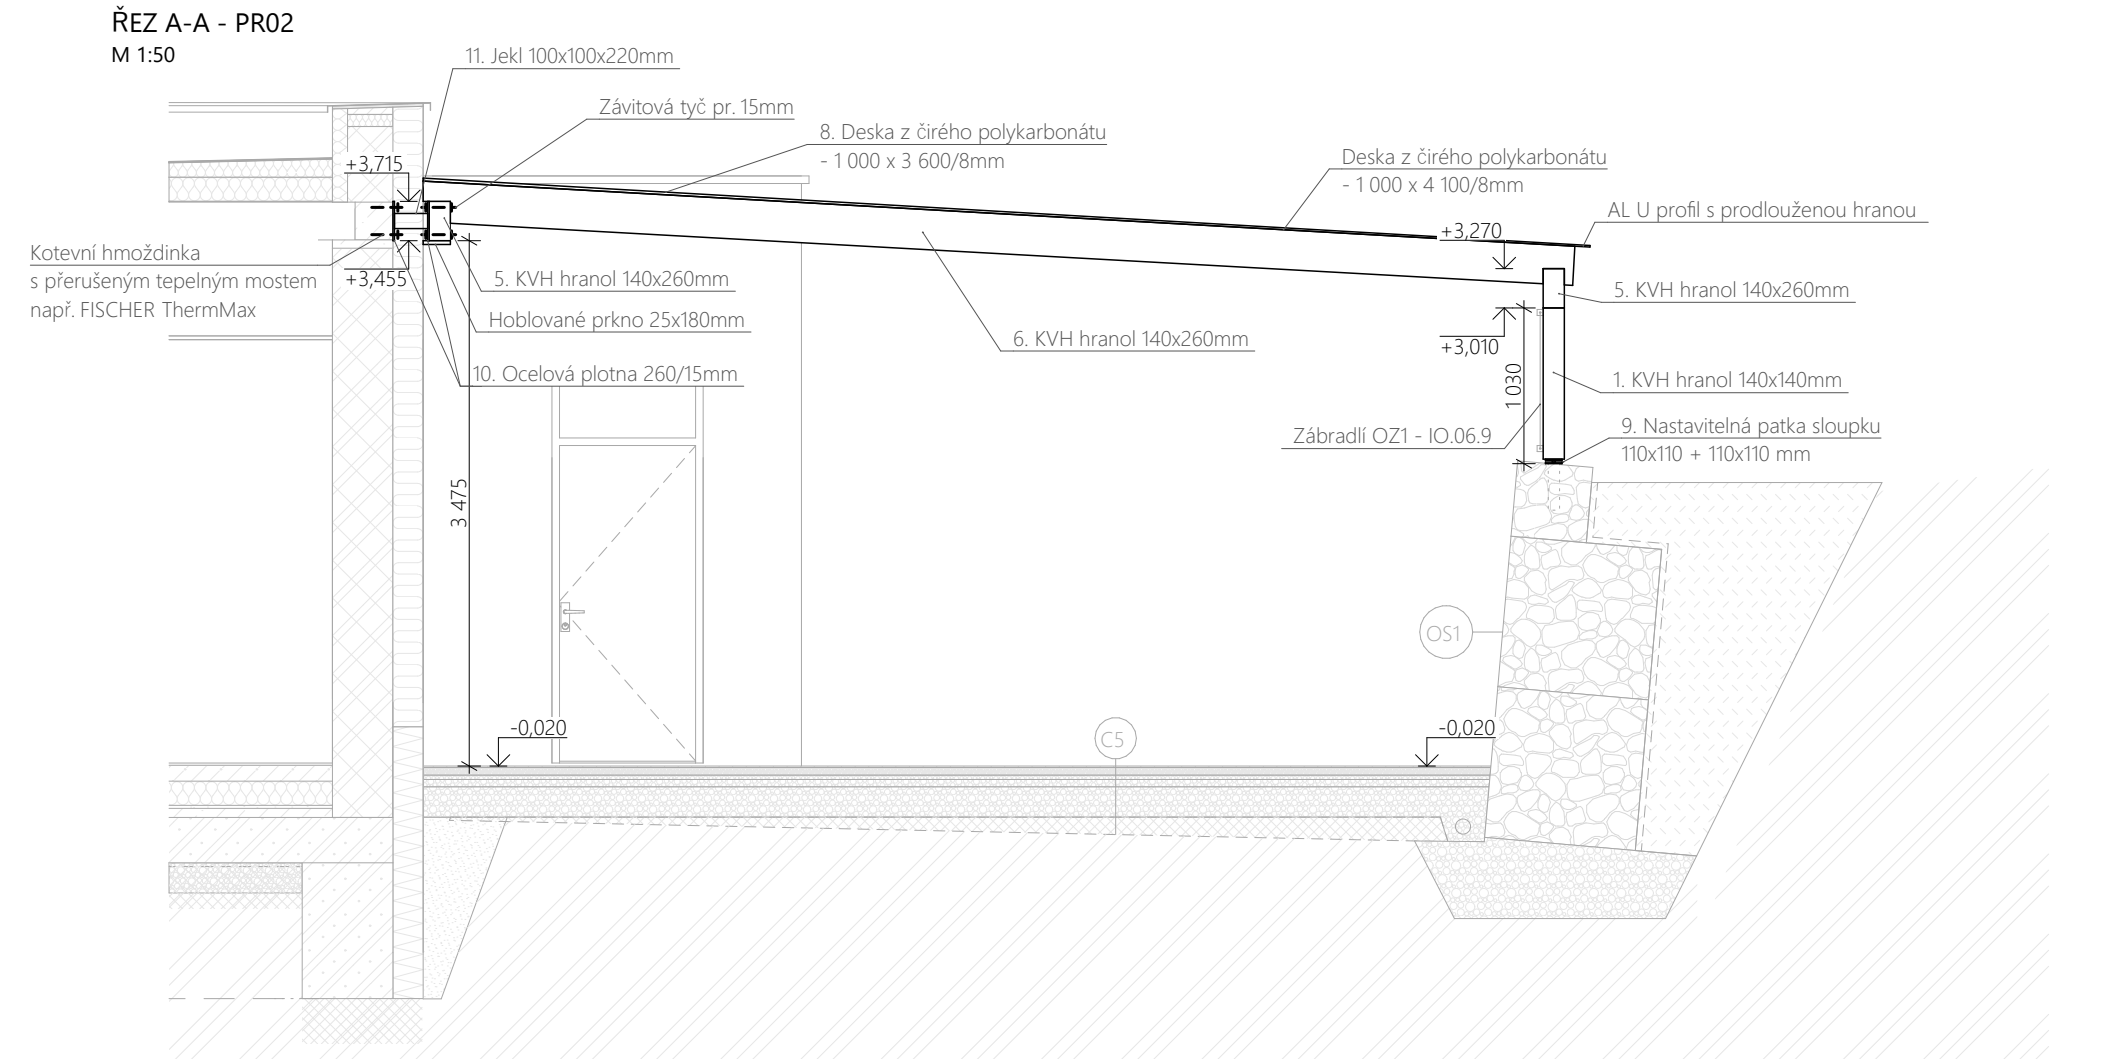 ŘEZ A-A - PR02
M 1:50
11. Jekl 100x100x220mm
Závitová tyč pr. 15mm
8. Deska z čirého polykarbonátu
- 1 000 x 3 600/8mm
Deska z čirého polykarbonátu
- 1 000 x 4 100/8mm
AL U profil s prodlouženou hranou
+3,715
+3,270
Kotevní hmoždinka
s přerušeným tepelným mostem
např. FISCHER ThermMax
+3,455
5. KVH hranol 140x260mm
5. KVH hranol 140x260mm
Hoblované prkno 25x180mm
6. KVH hranol 140x260mm
+3,010
10. Ocelová plotna 260/15mm
1 030
1. KVH hranol 140x140mm
Zábradlí OZ1 - IO.06.9
9. Nastavitelná patka sloupku
110x110 + 110x110 mm
3 475
OS1
-0,020
-0,020
C5